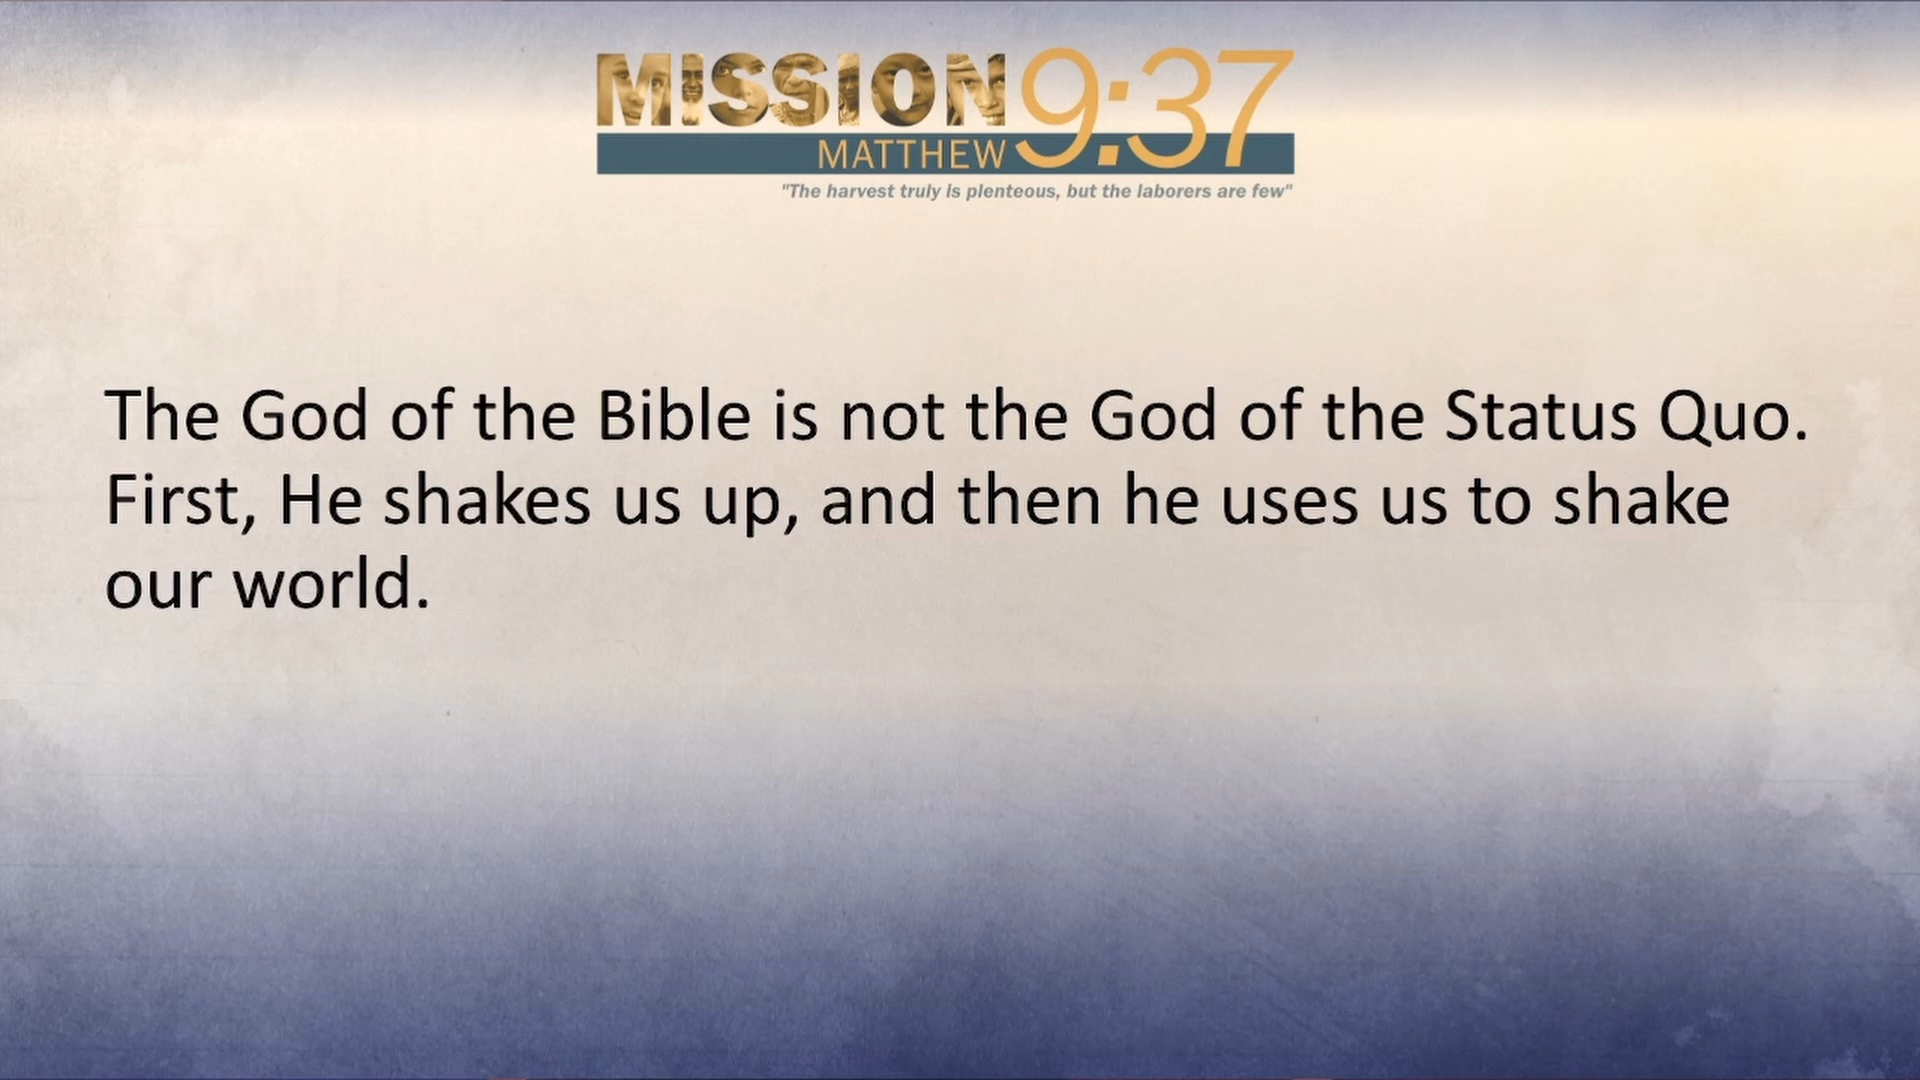 MISSION 9:37
MATTHEW
"The harvest truly is plenteous, but the laborers are few"
The God of the Bible is not the God of the Status Quo.
First, He shakes us up, and then he uses us to shake
our world.